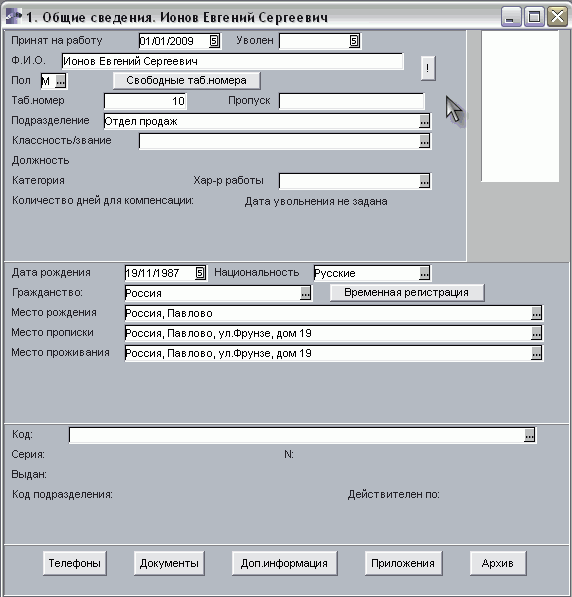 1. Общие сведения. Ионов Евгений Сергеевич
Принят на работу 01/01/2009 Уволен
Ф.И.О. Ионов Евгений Сергеевич
Пол М ... Свободные таб.номера !
Таб.номер 10 Пропуск
Подразделение Отдел продаж ...
Классность/звание ...
Должность
Категория Хар-р работы ...
Количество дней для компенсации: Дата увольнения не задана
Дата рождения 19/11/1987 Национальность Русские ...
Гражданство: Россия ... Временная регистрация
Место рождения Россия, Павлово ...
Место прописки Россия, Павлово, ул.Фрунзе, дом 19 ...
Место проживания Россия, Павлово, ул.Фрунзе, дом 19 ...
Код: ...
Серия: N:
Выдан:
Код подразделения: Действителен по:
Телефоны Документы Доп.информация Приложения Архив